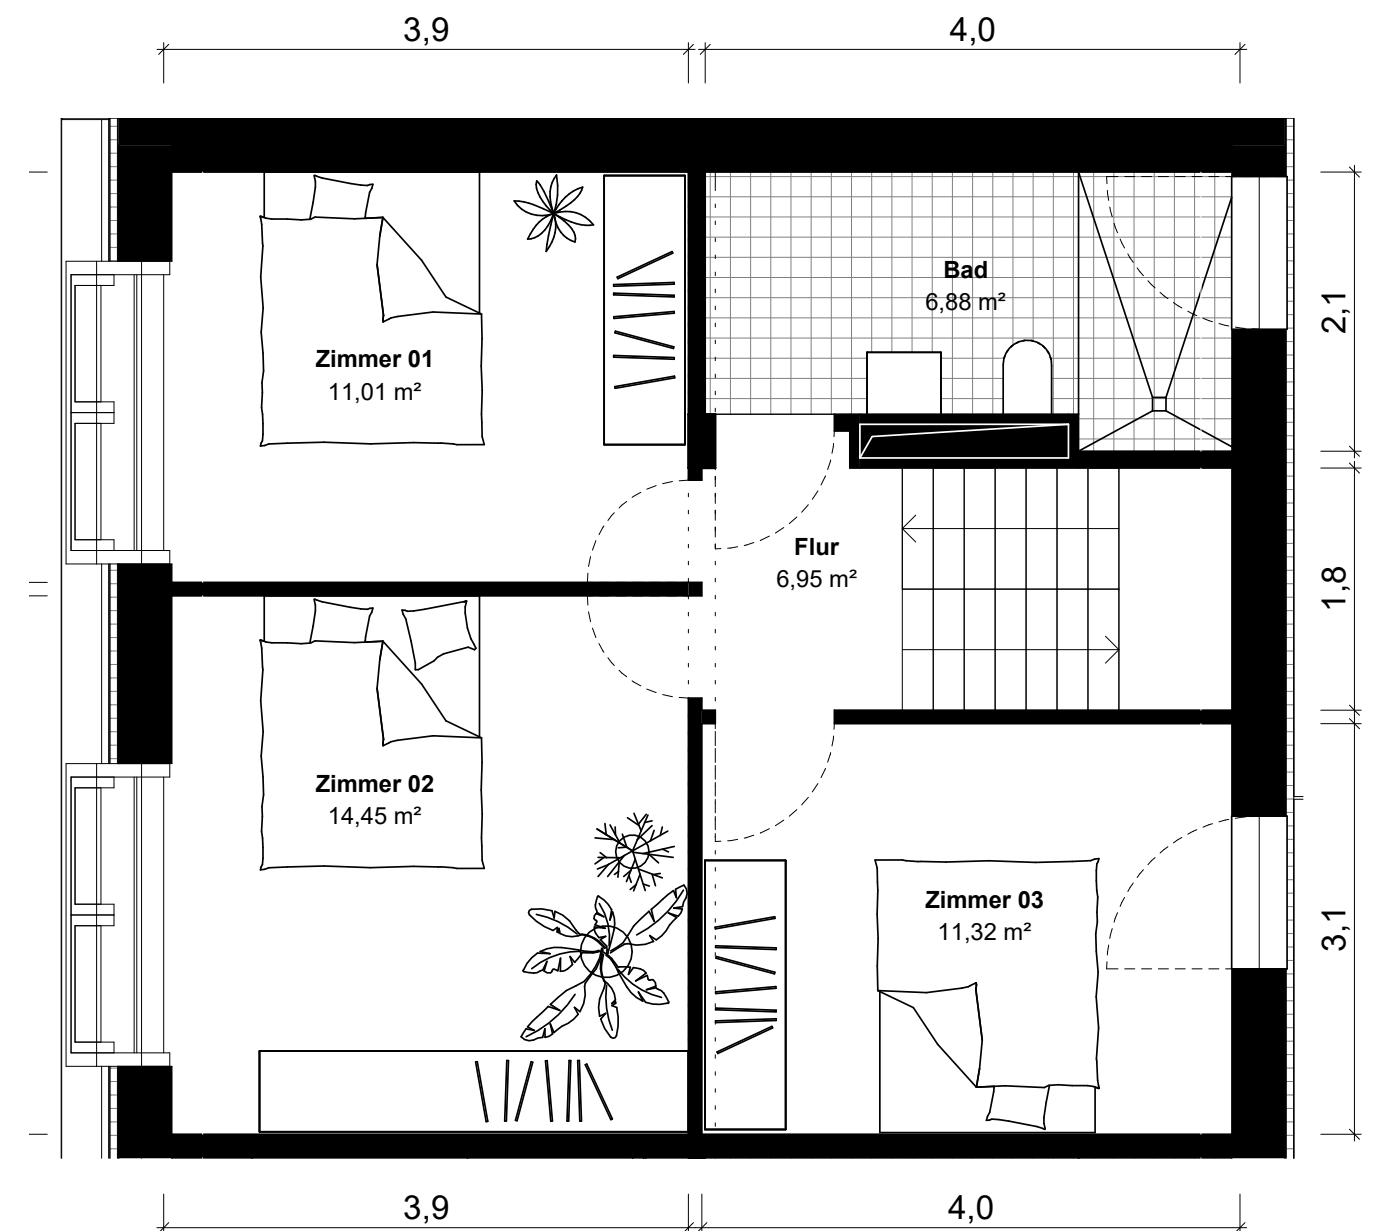 3,9
4,0
Bad
6,88 m²
2,1
Zimmer 01
11,01 m²
Flur
6,95 m²
1,8
Zimmer 02
14,45 m²
Zimmer 03
11,32 m²
3,1
3,9
4,0